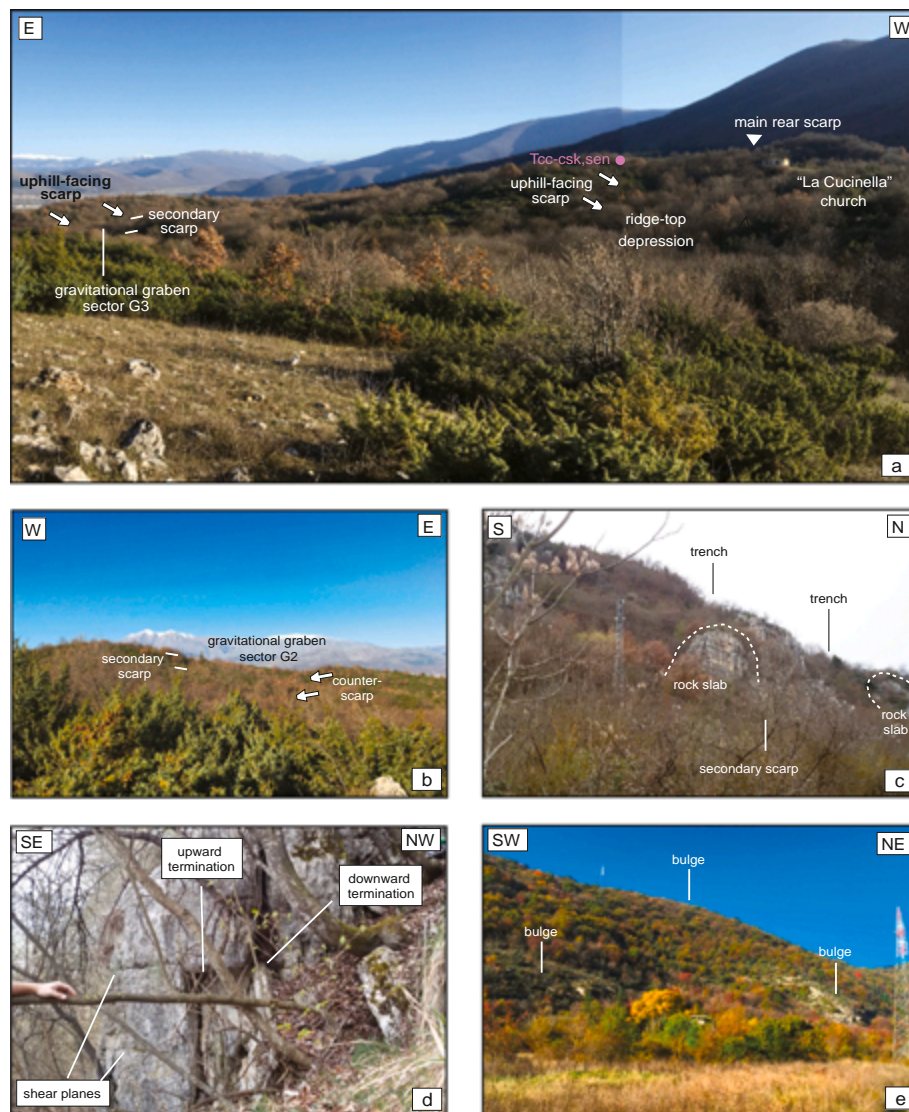 E
W
main rear scarp
Tcc-csk,sen
uphill-facing
scarp
"La Cucinella"
church
uphill-facing
scarp
secondary
scarp
ridge-top
depression
gravitational graben
sector G3
a
W
E
gravitational graben
sector G2
secondary
scarp
counter-
scarp
b
S
N
trench
trench
rock slab
rock
slab
secondary scarp
c
SE
NW
upward
termination
downward
termination
shear planes
d
SW
NE
bulge
bulge
bulge
e